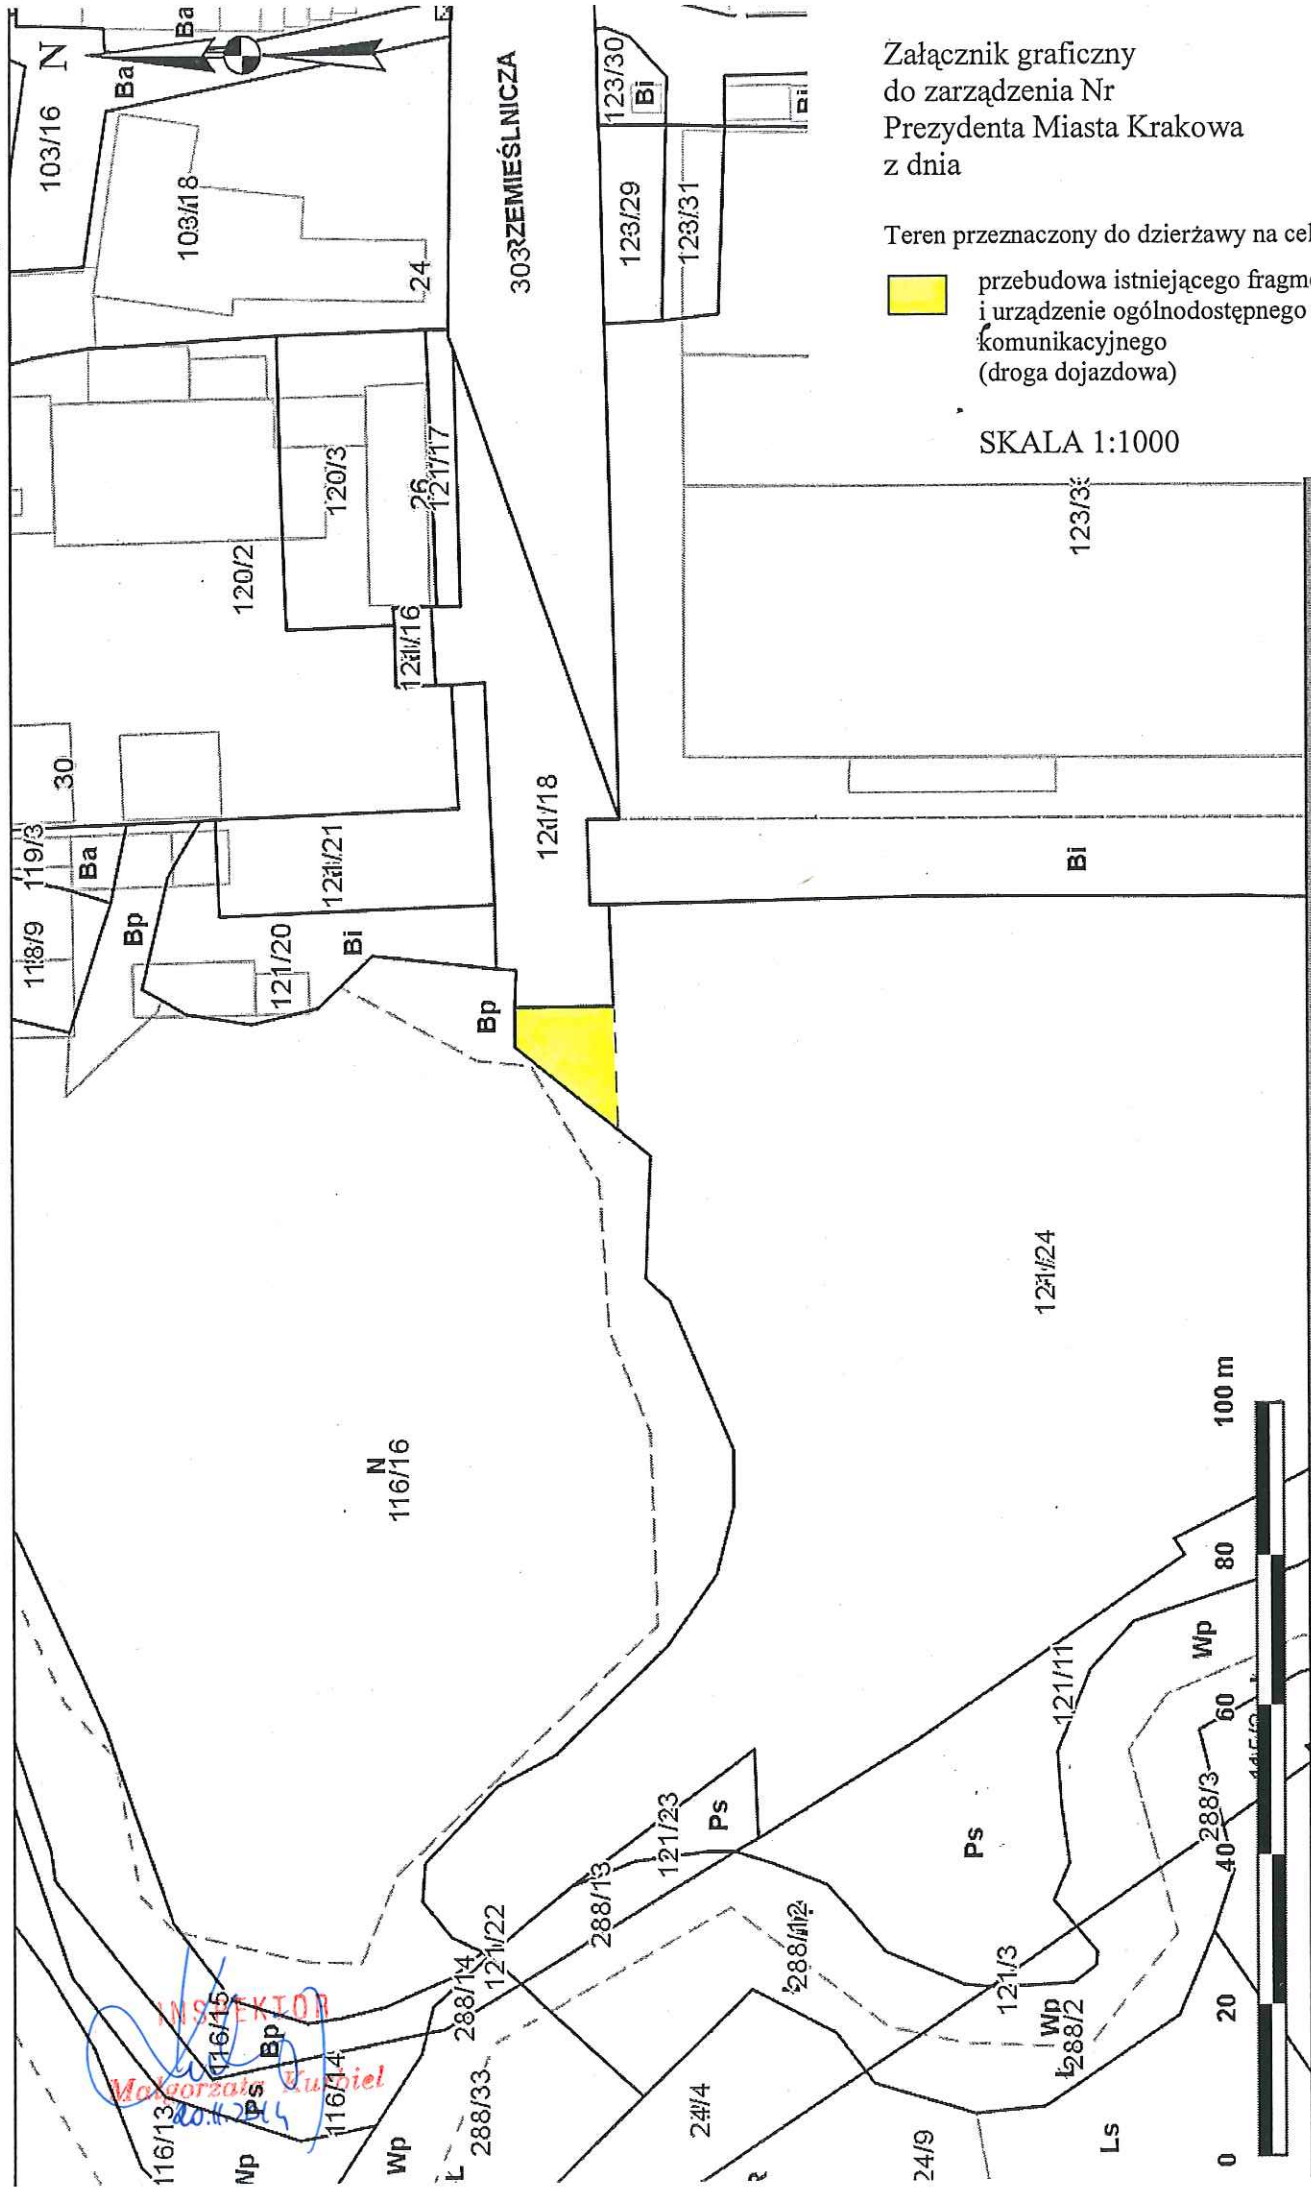 Załącznik graficzny
do zarządzenia Nr
Prezydenta Miasta Krakowa
z dnia
Teren przeznaczony do dzierżawy na cel
przebudowa istniejącego
i urządzenie ogólnodostępnego
komunikacyjnego
(droga dojazdowa)
SKALA 1:1000
N
103/16
Ba
Ba
103/18
24
RZEMIEŚLNICZA
123/30
Bi
123/29
123/31
120/3
26
121/17
120/2
121/16
30
119/3
Ba
118/9
Bp
121/21
121/20
Bi
121/18
Bp
Bi
N
116/16
121/24
121/11
Wp
Ps
121/23
Ps
288/13
121/22
288/14
288/12
121/3
Wp
288/2
288/3
116/15
Bp
Ps
116/14
116/13
Wp
288/33
Ł
24/4
24/9
Ls
INSPEKTOR
Małgorzata
0 20 40 60 80 100 m